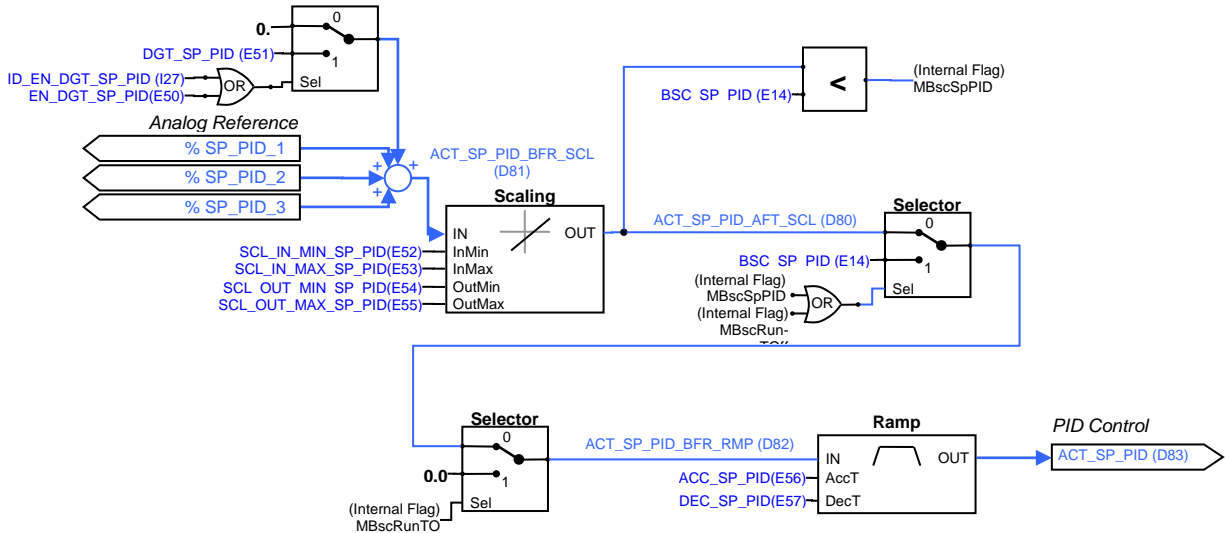 0.
0
1
Sel
DGT_SP_PID (E51)
ID_EN_DGT_SP_PID (I27)
EN_DGT_SP_PID(E50)
OR
Analog Reference
% SP_PID_1
% SP_PID_2
% SP_PID_3
+
+
+
+
ACT_SP_PID_BFR_SCL
(D81)
Scaling
IN
OUT
InMin
InMax
OutMin
OutMax
SCL_IN_MIN_SP_PID(E52)
SCL_IN_MAX_SP_PID(E53)
SCL OUT MIN SP PID(E54)
SCL_OUT_MAX_SP_PID(E55)
BSC SP PID (E14)
<
(Internal Flag)
MBscSpPID
ACT_SP_PID_AFT_SCL (D80)
Selector
0
1
Sel
BSC SP PID (E14)
(Internal Flag)
MBscSpPID
(Internal Flag)
MBscRun-
OR
Selector
0
1
Sel
0.0
(Internal Flag)
MBscRunTO
ACT_SP_PID_BFR_RMP (D82)
Ramp
IN
OUT
AccT
DecT
ACC_SP_PID(E56)
DEC_SP_PID(E57)
PID Control
ACT_SP_PID (D83)